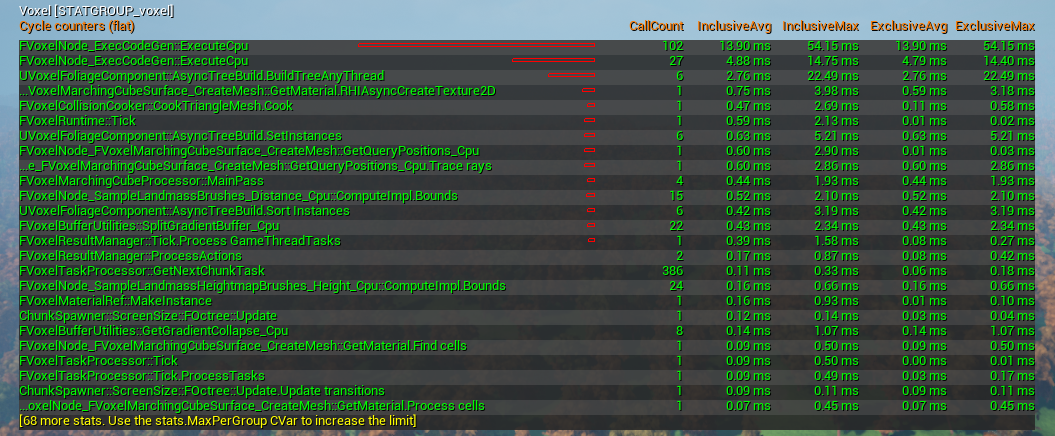 Voxel [STATGROUP_voxel]
Cycle counters (flat) CallCount InclusiveAvg InclusiveMax ExclusiveAvg ExclusiveMax
FVoxelNode_ExecCodeGen::ExecuteCpu 102 13.90 ms 54.15 ms 13.90 ms 54.15 ms
FVoxelNode_ExecCodeGen::ExecuteCpu 27 4.88 ms 14.75 ms 4.79 ms 14.40 ms
UVoxelFoliageComponent::AsyncTreeBuild.BuildTreeAnyThread 6 2.76 ms 22.49 ms 2.76 ms 22.49 ms
...VoxelMarchingCubeSurface_CreateMesh::GetMaterial.RHIAsyncCreateTexture2D 1 0.75 ms 3.98 ms 0.59 ms 3.18 ms
FVoxelCollisionCooker::CookTriangleMesh.Cook 1 0.47 ms 2.69 ms 0.11 ms 0.58 ms
FVoxelRuntime::Tick 1 0.59 ms 2.13 ms 0.01 ms 0.02 ms
UVoxelFoliageComponent::AsyncTreeBuild.SetInstances 6 0.63 ms 5.21 ms 0.63 ms 5.21 ms
FVoxelNode_FVoxelMarchingCubeSurface_CreateMesh::GetQueryPositions_Cpu 1 0.60 ms 2.90 ms 0.01 ms 0.03 ms
...e_FVoxelMarchingCubeSurface_CreateMesh::GetQueryPositions_Cpu.Trace rays 1 0.60 ms 2.86 ms 0.60 ms 2.86 ms
FVoxelMarchingCubeProcessor::MainPass 4 0.44 ms 1.93 ms 0.44 ms 1.93 ms
FVoxelNode_SampleLandmassBrushes_Distance_Cpu::ComputeImpl.Bounds 15 0.52 ms 2.10 ms 0.52 ms 2.10 ms
UVoxelFoliageComponent::AsyncTreeBuild.Sort Instances 6 0.42 ms 3.19 ms 0.42 ms 3.19 ms
FVoxelBufferUtilities::SplitGradientBuffer_Cpu 22 0.43 ms 2.34 ms 0.43 ms 2.34 ms
FVoxelResultManager::Tick.Process GameThreadTasks 1 0.39 ms 1.58 ms 0.08 ms 0.27 ms
FVoxelResultManager::ProcessActions 2 0.17 ms 0.87 ms 0.08 ms 0.42 ms
FVoxelTaskProcessor::GetNextChunkTask 386 0.11 ms 0.33 ms 0.06 ms 0.18 ms
FVoxelNode_SampleLandmassHeightmapBrushes_Height_Cpu::ComputeImpl.Bounds 24 0.16 ms 0.66 ms 0.16 ms 0.66 ms
FVoxelMaterialRef::MakeInstance 1 0.16 ms 0.93 ms 0.01 ms 0.10 ms
ChunkSpawner::ScreenSize::FOctree::Update 1 0.12 ms 0.14 ms 0.03 ms 0.04 ms
FVoxelBufferUtilities::GetGradientCollapse_Cpu 8 0.14 ms 1.07 ms 0.14 ms 1.07 ms
FVoxelNode_FVoxelMarchingCubeSurface_CreateMesh::GetMaterial.Find cells 1 0.09 ms 0.50 ms 0.09 ms 0.50 ms
FVoxelTaskProcessor::Tick 1 0.09 ms 0.50 ms 0.00 ms 0.01 ms
FVoxelTaskProcessor::Tick.ProcessTasks 1 0.09 ms 0.49 ms 0.03 ms 0.17 ms
ChunkSpawner::ScreenSize::FOctree::Update.Update transitions 1 0.09 ms 0.11 ms 0.09 ms 0.11 ms
...oxelNode_FVoxelMarchingCubeSurface_CreateMesh::GetMaterial.Process cells 1 0.07 ms 0.45 ms 0.07 ms 0.45 ms
[68 more stats. Use the stats.MaxPerGroup CVar to increase the limit]